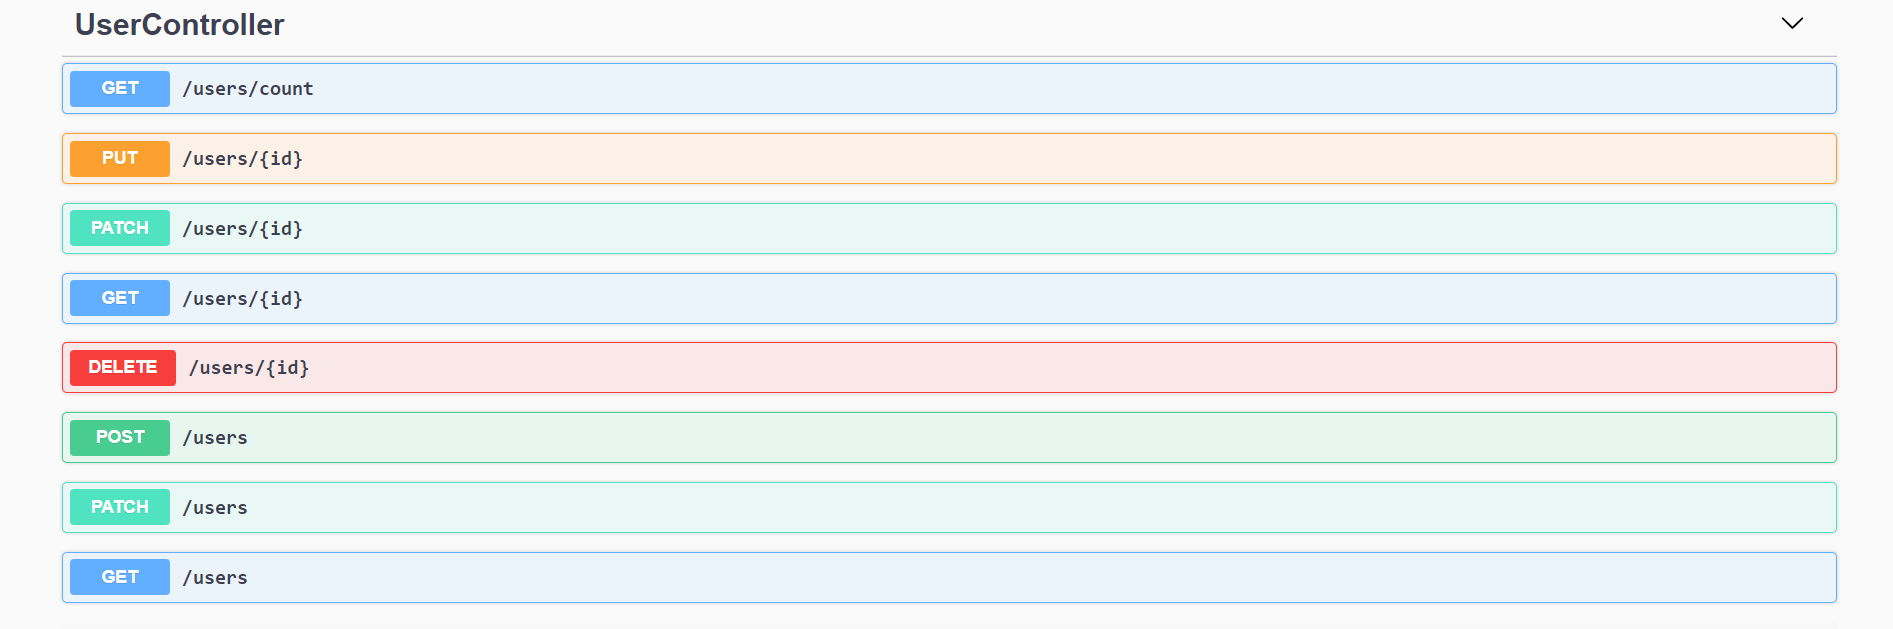 UserController
GET /users/count
PUT /users/{id}
PATCH /users/{id}
GET /users/{id}
DELETE /users/{id}
POST /users
PATCH /users
GET /users